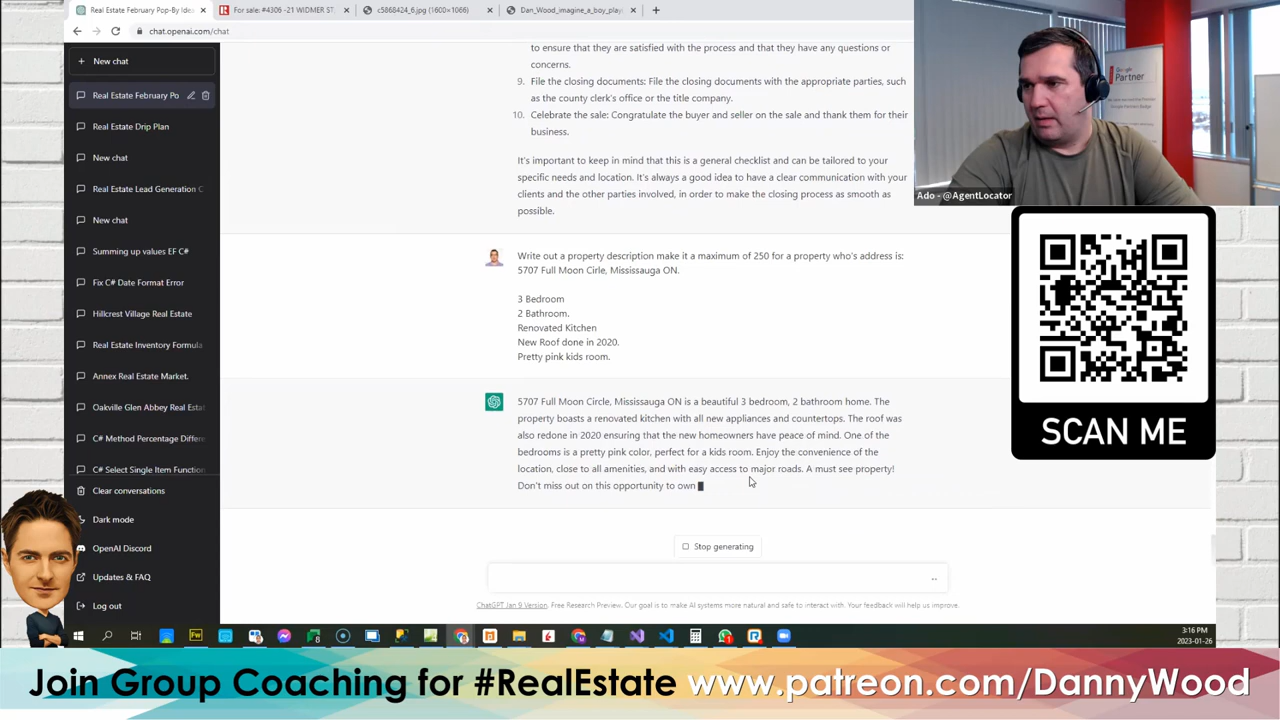 Real Estate February Pop-By Idea
For sale: #4306 -21 WIDMER ST
c5868424_6.jpg (1600×1066)
Dan_Wood_imagine_a_boy_play
chat.openai.com/chat
New chat
Real Estate February Po
Real Estate Drip Plan
New chat
Real Estate Lead Generation C
New chat
Summing up values EF C#
Fix C# Date Format Error
Hillcrest Village Real Estate
Real Estate Inventory Formula
Annex Real Estate Market.
Oakville Glen Abbey Real Esta
C# Method Percentage Differe
C# Select Single Item Function
Clear conversations
Dark mode
OpenAI Discord
Updates & FAQ
Log out
to ensure that they are satisfied with the process and that they have any questions or
concerns.
9. File the closing documents: File the closing documents with the appropriate parties, such
as the county clerk's office or the title company.
10. Celebrate the sale: Congratulate the buyer and seller on the sale and thank them for their
business.
It's important to keep in mind that this is a general checklist and can be tailored to your
specific needs and location. It's always a good idea to have a clear communication with your
clients and the other parties involved, in order to make the closing process as smooth as
possible.
Write out a property description make it a maximum of 250 for a property who's address is:
5707 Full Moon Cirle, Mississauga ON.
3 Bedroom
2 Bathroom.
Renovated Kitchen
New Roof done in 2020.
Pretty pink kids room.
5707 Full Moon Circle, Mississauga ON is a beautiful 3 bedroom, 2 bathroom home. The
property boasts a renovated kitchen with all new appliances and countertops. The roof was
also redone in 2020 ensuring that the new homeowners have peace of mind. One of the
bedrooms is a pretty pink color, perfect for a kids room. Enjoy the convenience of the
location, close to all amenities, and with easy access to major roads. A must see property!
Don't miss out on this opportunity to own
Stop generating
ChatGPT Jan 9 Version. Free Research Preview. Our goal is to make AI systems more natural and safe to interact with. Your feedback will help us improve.
3:16 PM
2023-01-26
Google
Partner
Ado - @AgentLocator
SCAN ME
Join Group Coaching for #RealEstate www.patreon.com/DannyWood